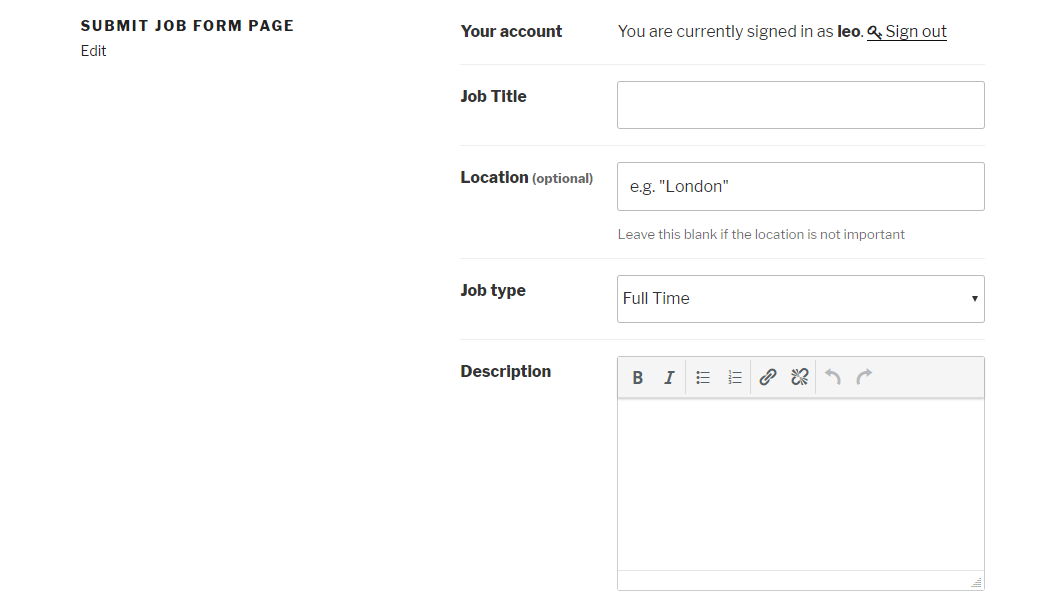 SUBMIT JOB FORM PAGE
Edit
Your account
You are currently signed in as leo. Sign out
Job Title
Location (optional)
e.g. "London"
Leave this blank if the location is not important
Job type
Full Time
Description
B I